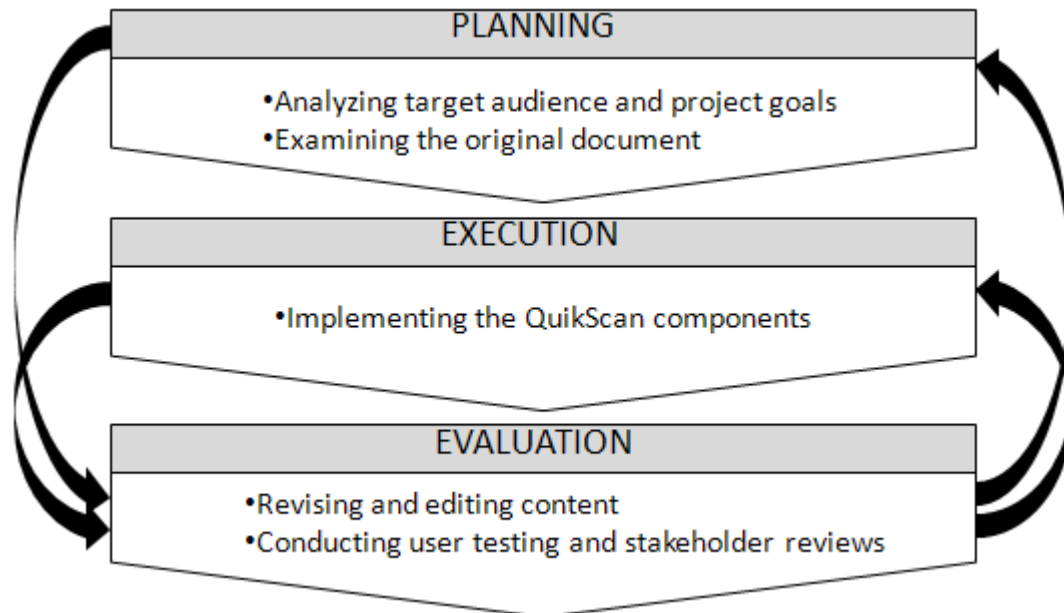 PLANNING
•Analyzing target audience and project goals
•Examining the original document
EXECUTION
•Implementing the QuikScan components
EVALUATION
•Revising and editing content
•Conducting user testing and stakeholder reviews